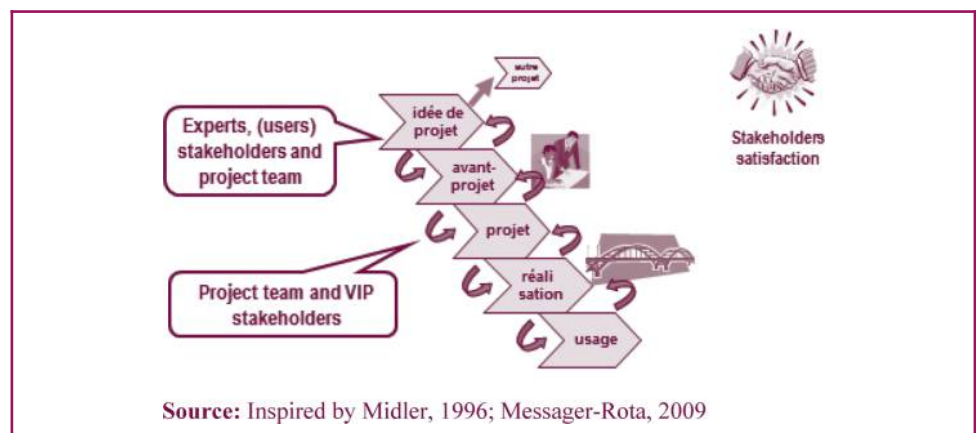 autre
projet
idée de
projet
Experts, (users)
stakeholders and
project team
Stakeholders
satisfaction
avant-
projet
projet
réali
sation
Project team and VIP
stakeholders
usage
Source: Inspired by Midler, 1996; Messager-Rota, 2009